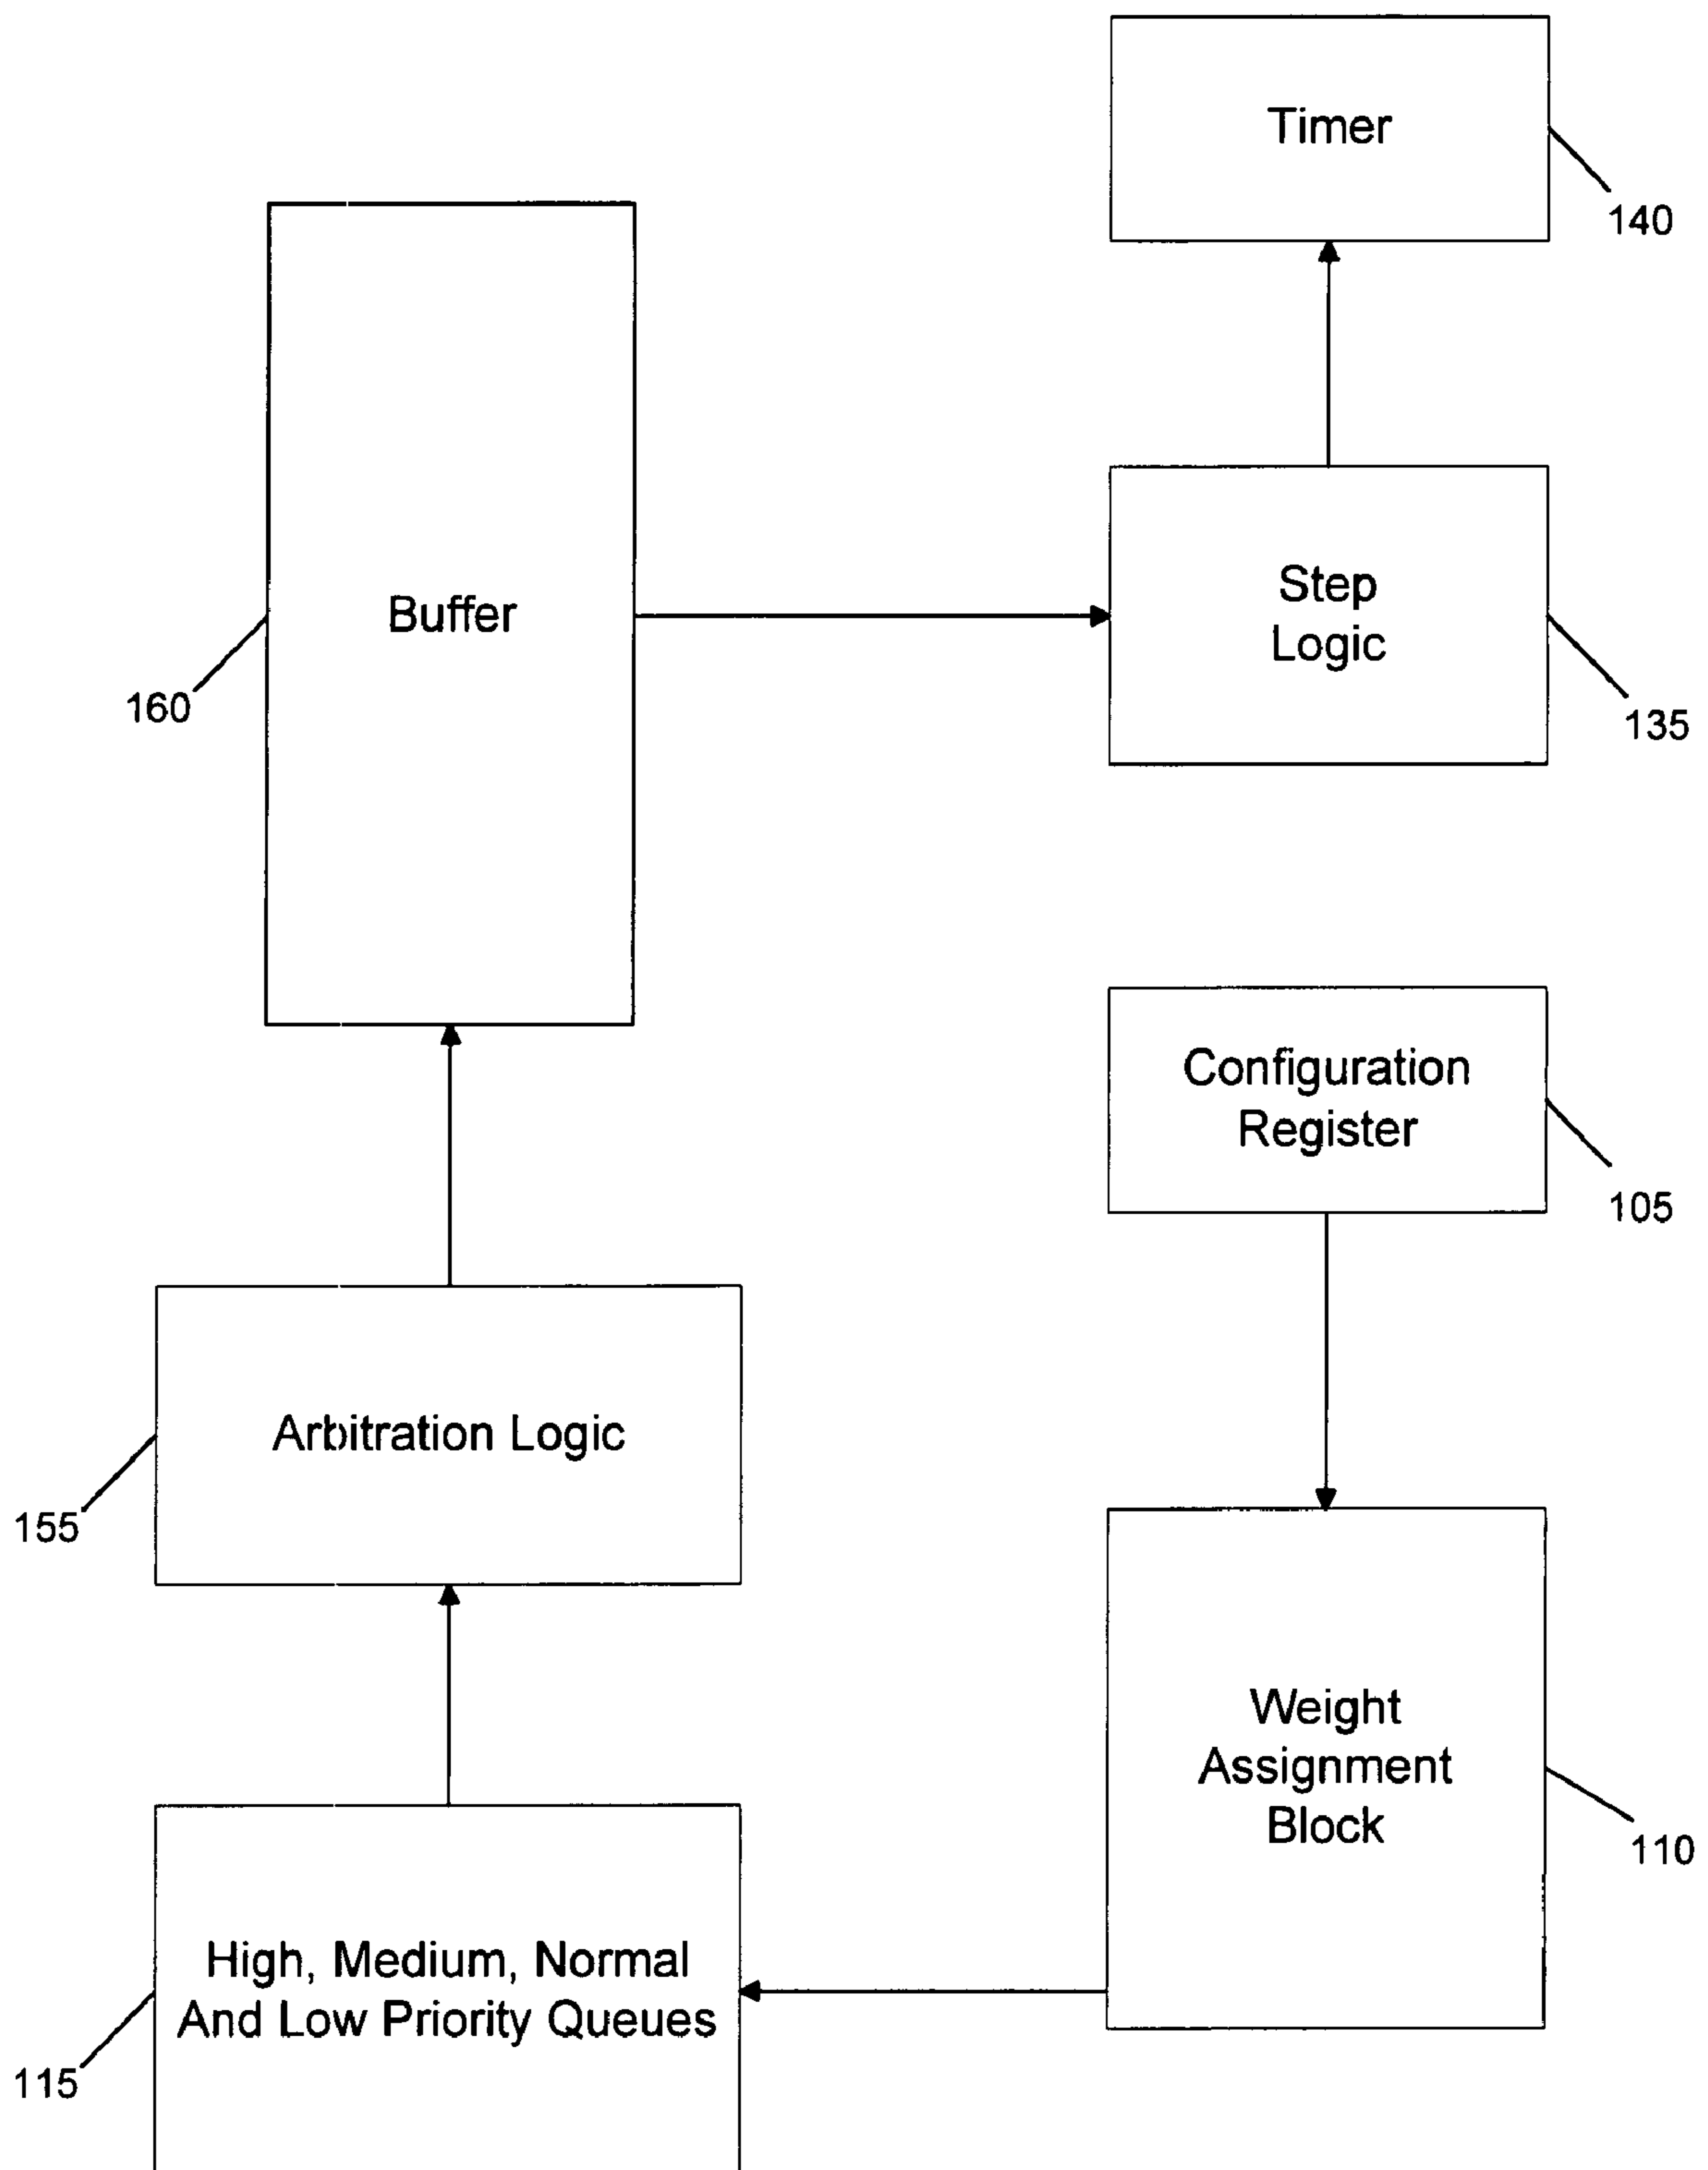 Timer
140
Buffer
160
Step
Logic
135
Configuration
Register
105
Arbitration Logic
155
Weight
Assignment
Block
110
High, Medium, Normal
And Low Priority Queues
115